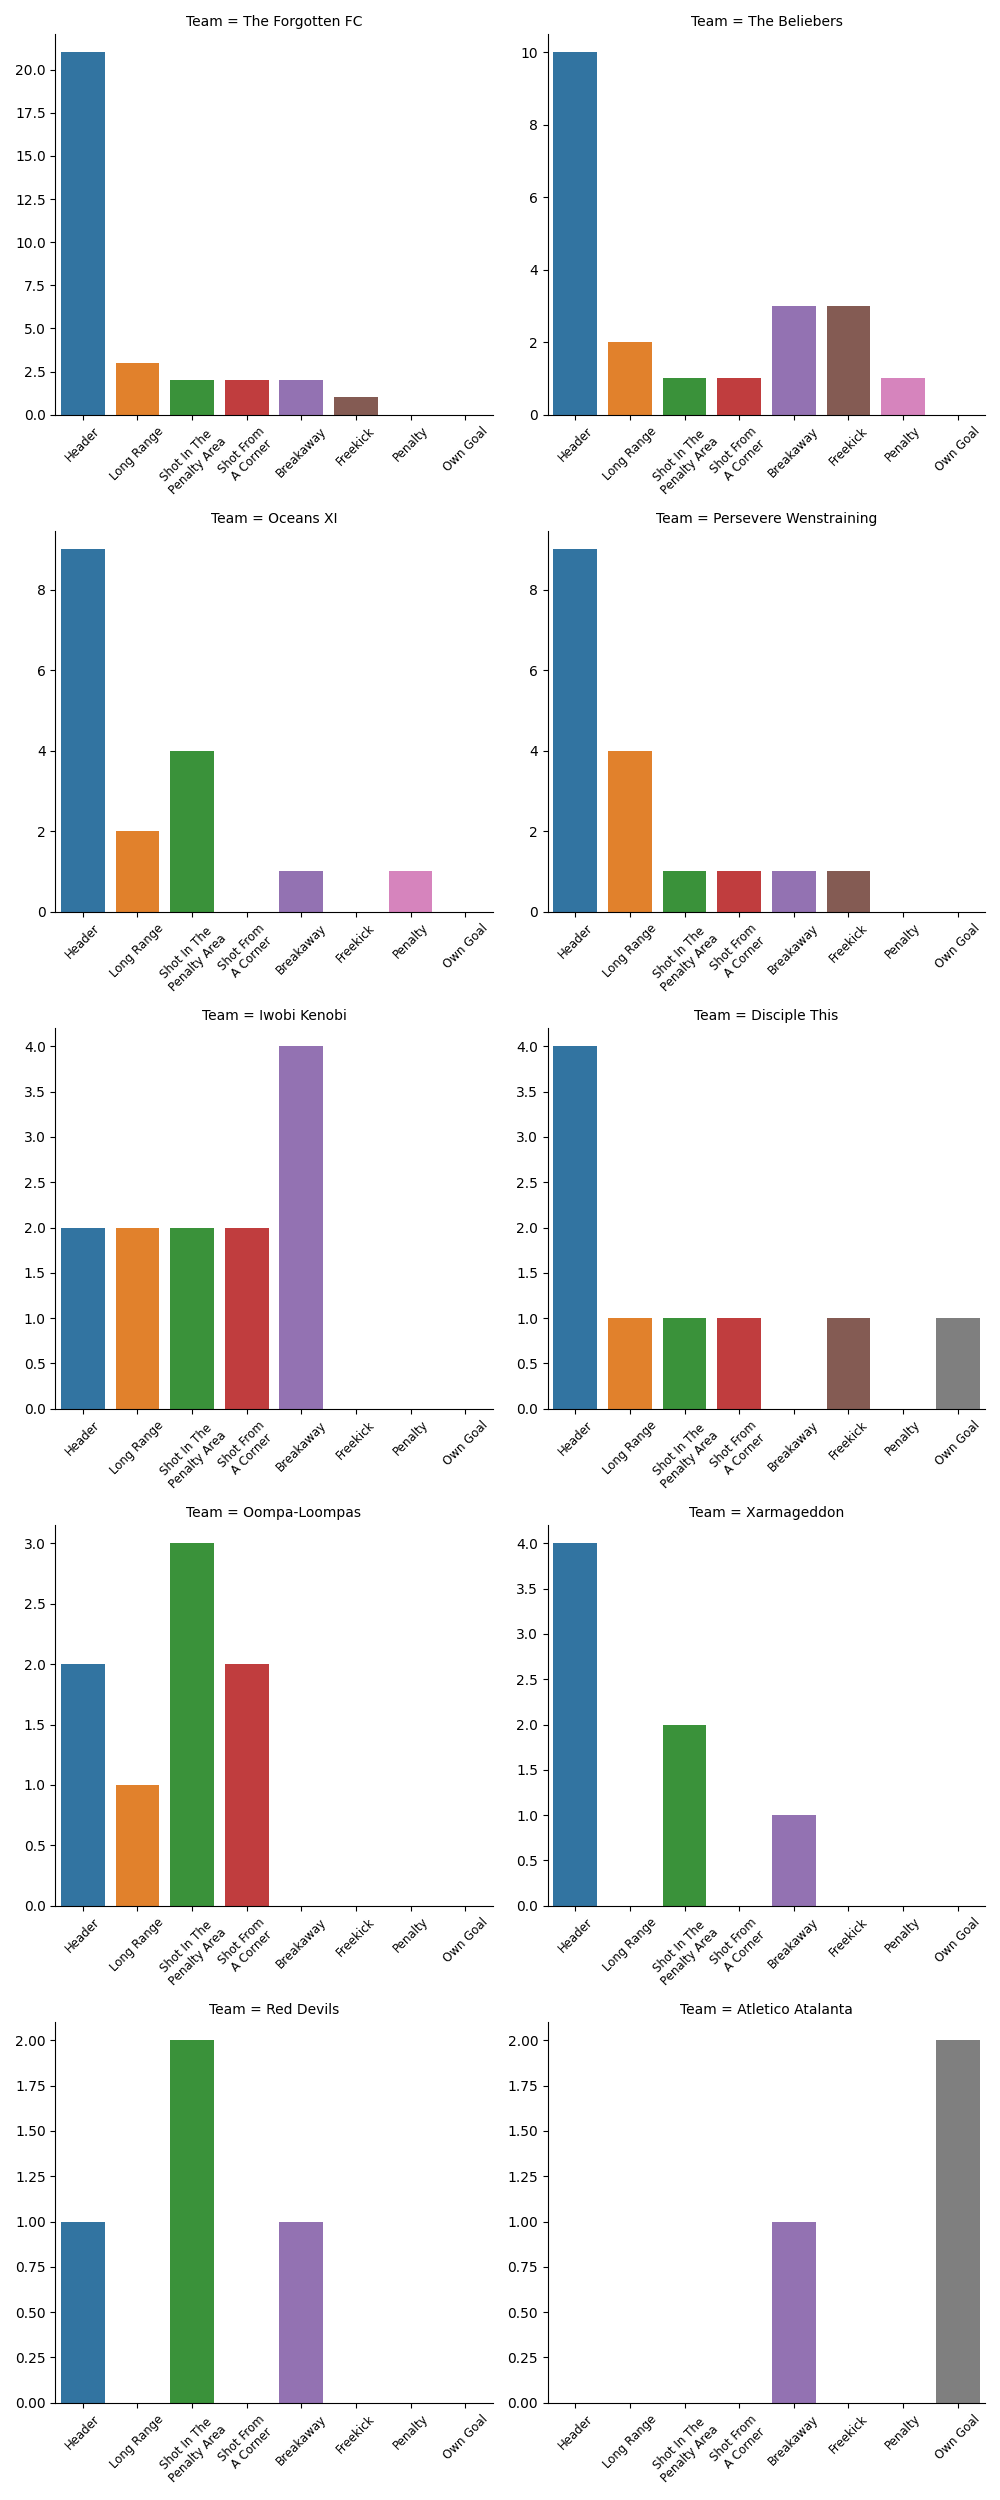 Team = The Forgotten FC
20.0
17.5
15.0
12.5
10.0
7.5
5.0
2.5
0.0
Header
Long Range
Shot In The
Penalty Area
Shot From
A Corner
Breakaway
Freekick
Penalty
Own Goal
Team = The Beliebers
10
8
6
4
2
0
Header
Long Range
Shot In The
Penalty Area
Shot From
A Corner
Breakaway
Freekick
Penalty
Own Goal
Team = Oceans XI
8
6
4
2
0
Header
Long Range
Shot In The
Penalty Area
Shot From
A Corner
Breakaway
Freekick
Penalty
Own Goal
Team = Persevere Wenstraining
8
6
4
2
0
Header
Long Range
Shot In The
Penalty Area
Shot From
A Corner
Breakaway
Freekick
Penalty
Own Goal
Team = Iwobi Kenobi
4.0
3.5
3.0
2.5
2.0
1.5
1.0
0.5
0.0
Header
Long Range
Shot In The
Penalty Area
Shot From
A Corner
Breakaway
Freekick
Penalty
Own Goal
Team = Disciple This
4.0
3.5
3.0
2.5
2.0
1.5
1.0
0.5
0.0
Header
Long Range
Shot In The
Penalty Area
Shot From
A Corner
Breakaway
Freekick
Penalty
Own Goal
Team = Oompa-Loompas
3.0
2.5
2.0
1.5
1.0
0.5
0.0
Header
Long Range
Shot In The
Penalty Area
Shot From
A Corner
Breakaway
Freekick
Penalty
Own Goal
Team = Xarmageddon
4.0
3.5
3.0
2.5
2.0
1.5
1.0
0.5
0.0
Header
Long Range
Shot In The
Penalty Area
Shot From
A Corner
Breakaway
Freekick
Penalty
Own Goal
Team = Red Devils
2.00
1.75
1.50
1.25
1.00
0.75
0.50
0.25
0.00
Header
Long Range
Shot In The
Penalty Area
Shot From
A Corner
Breakaway
Freekick
Penalty
Own Goal
Team = Atletico Atalanta
2.00
1.75
1.50
1.25
1.00
0.75
0.50
0.25
0.00
Header
Long Range
Shot In The
Penalty Area
Shot From
A Corner
Breakaway
Freekick
Penalty
Own Goal